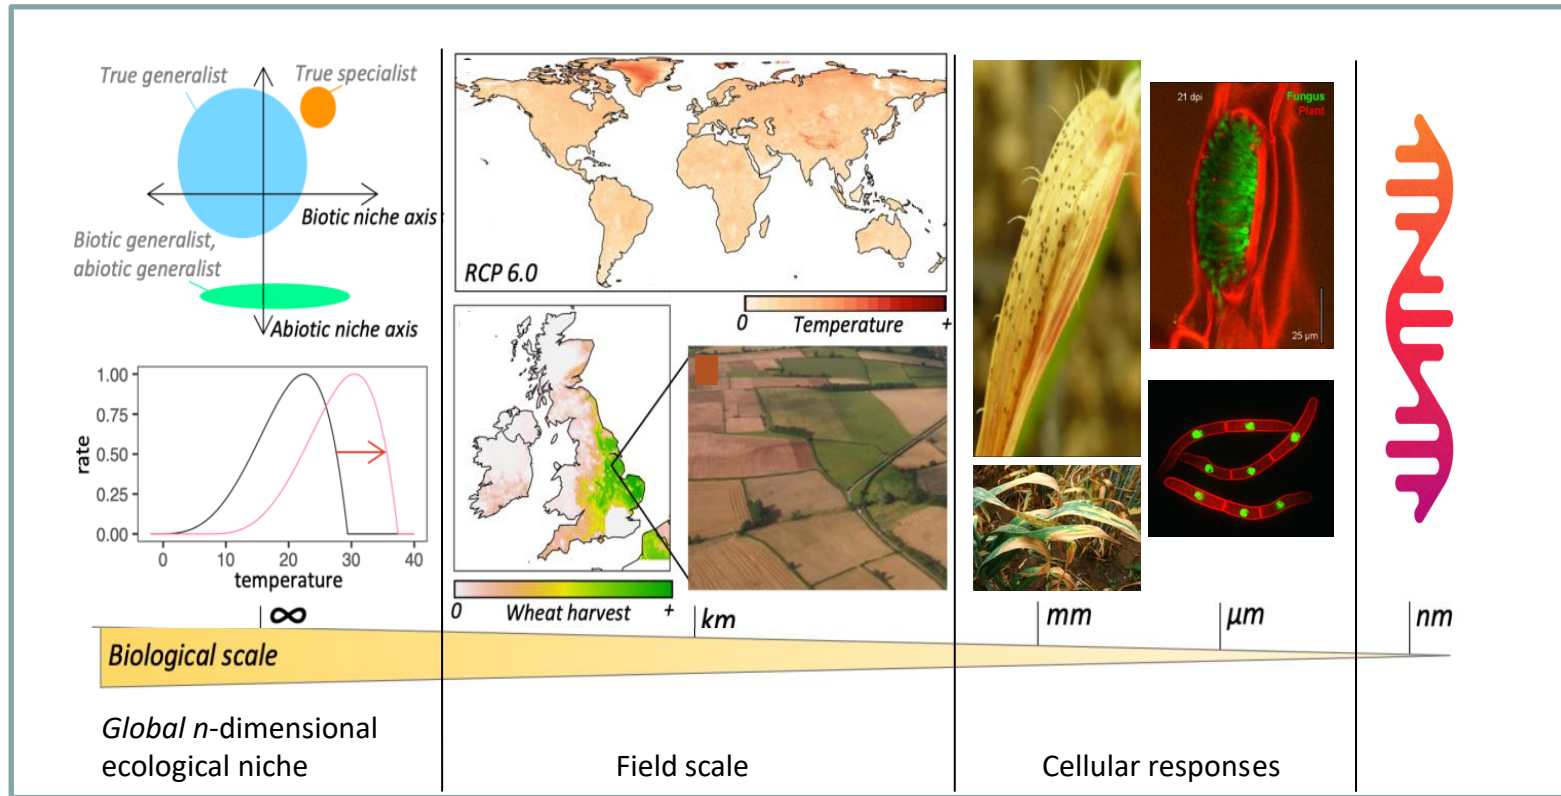 True generalist
True specialist
Biotic niche axis
Biotic generalist,
abiotic generalist
Abiotic niche axis
1.00
0.75
0.50
0.25
0.00
rate
0
10
20
30
40
temperature
RCP 6.0
0 Temperature +
0 Wheat harvest +
21 dpi
Fungus
Plant
25 µm
∞
km
mm
µm
nm
Biological scale
Global n-dimensional
ecological niche
Field scale
Cellular responses